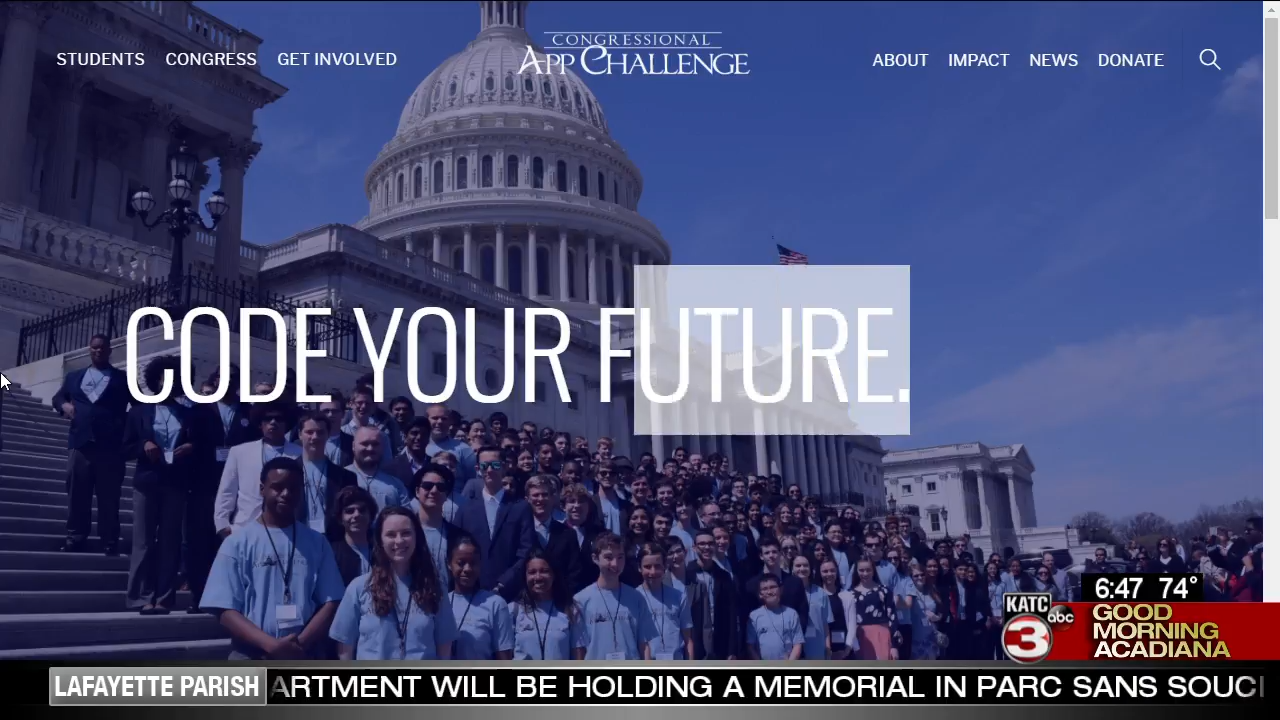 STUDENTS CONGRESS GET INVOLVED
CONGRESSIONAL
APP CHALLENGE
ABOUT IMPACT NEWS DONATE
CODE YOUR FUTURE.
6:47 74°
KATC
3
abc
GOOD
MORNING
ACADIANA
LAFAYETTE PARISH
ARTMENT WILL BE HOLDING A MEMORIAL IN PARC SANS SOUCI